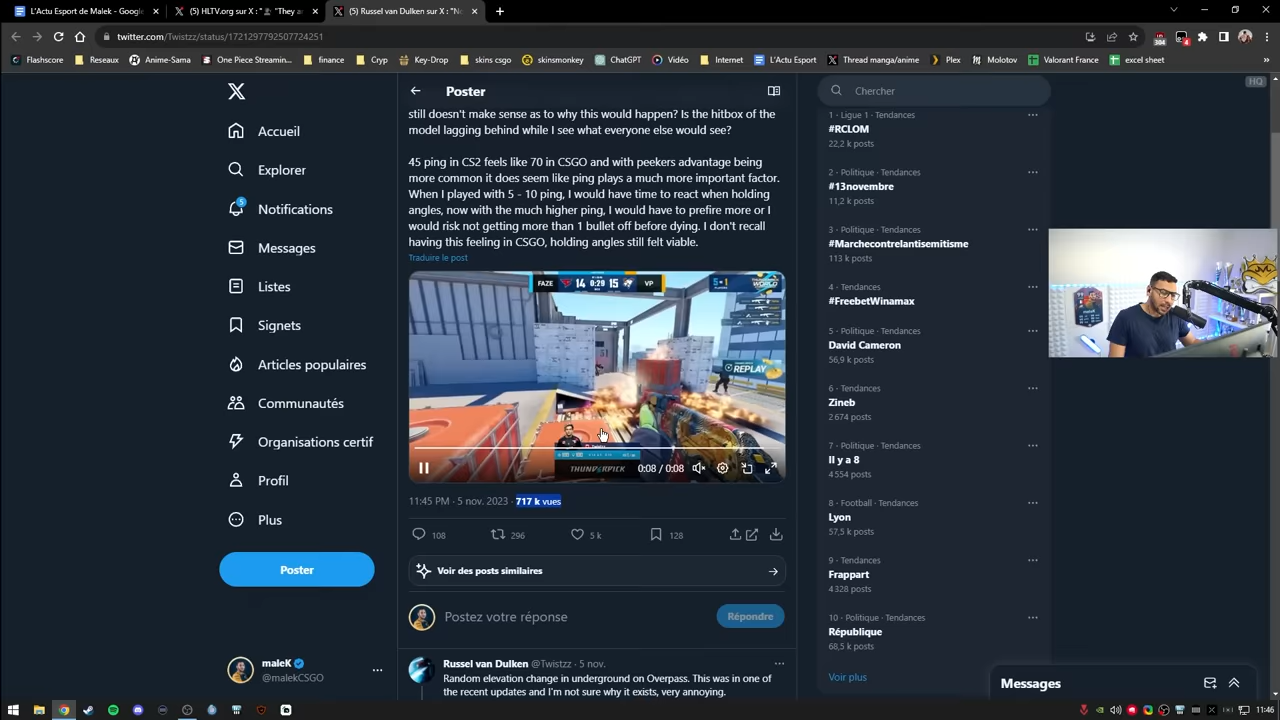 L'Actu Esport de Malek - Google
(5) HLTV.org sur X : "
(5) Russel van Dulken sur X : "N
twitter.com/Twistzz/status/1721297792507724251
Flashscore
Reseaux
Anime-Sama
One Piece Streamin...
finance
Cryp
Key-Drop
skins csgo
skinsmonkey
ChatGPT
Vidéo
Internet
L'Actu Esport
Thread manga/anime
Plex
Molotov
Valorant France
excel sheet
HQ
Accueil
Explorer
5
Notifications
Messages
Listes
Signets
Articles populaires
Communautés
Organisations certif
Profil
Plus
Poster
maleK
@malekCSGO
Poster
still doesn't make sense as to why this would happen? Is the hitbox of the
model lagging behind while I see what everyone else would see?
45 ping in CS2 feels like 70 in CSGO and with peekers advantage being
more common it does seem like ping plays a much more important factor.
When I played with 5 - 10 ping, I would have time to react when holding
angles, now with the much higher ping, I would have to prefire more or I
would risk not getting more than 1 bullet off before dying. I don't recall
having this feeling in CSGO, holding angles still felt viable.
Traduire le post
FAZE 14 0:29 15 VP
REPLAY
THUNDERPICK
0:08 / 0:08
11:45 PM · 5 nov. 2023 · 717 k vues
108
296
5 k
128
Voir des posts similaires
Postez votre réponse
Répondre
Russel van Dulken @Twistzz · 5 nov.
Random elevation change in underground on Overpass. This was in one of
the recent updates and I'm not sure why it exists, very annoying.
Chercher
1 · Ligue 1 · Tendances
#RCLOM
22,2 k posts
2 · Politique · Tendances
#13novembre
11,2 k posts
3 · Politique · Tendances
#Marchecontrelantisemitisme
113 k posts
4 · Tendances
#FreebetWinamax
5 · Politique · Tendances
David Cameron
56,9 k posts
6 · Tendances
Zineb
2 674 posts
7 · Politique · Tendances
Il y a 8
4 554 posts
8 · Football · Tendances
Lyon
57,5 k posts
9 · Tendances
Frappart
4 328 posts
10 · Politique · Tendances
République
68,5 k posts
Voir plus
Messages
11:46